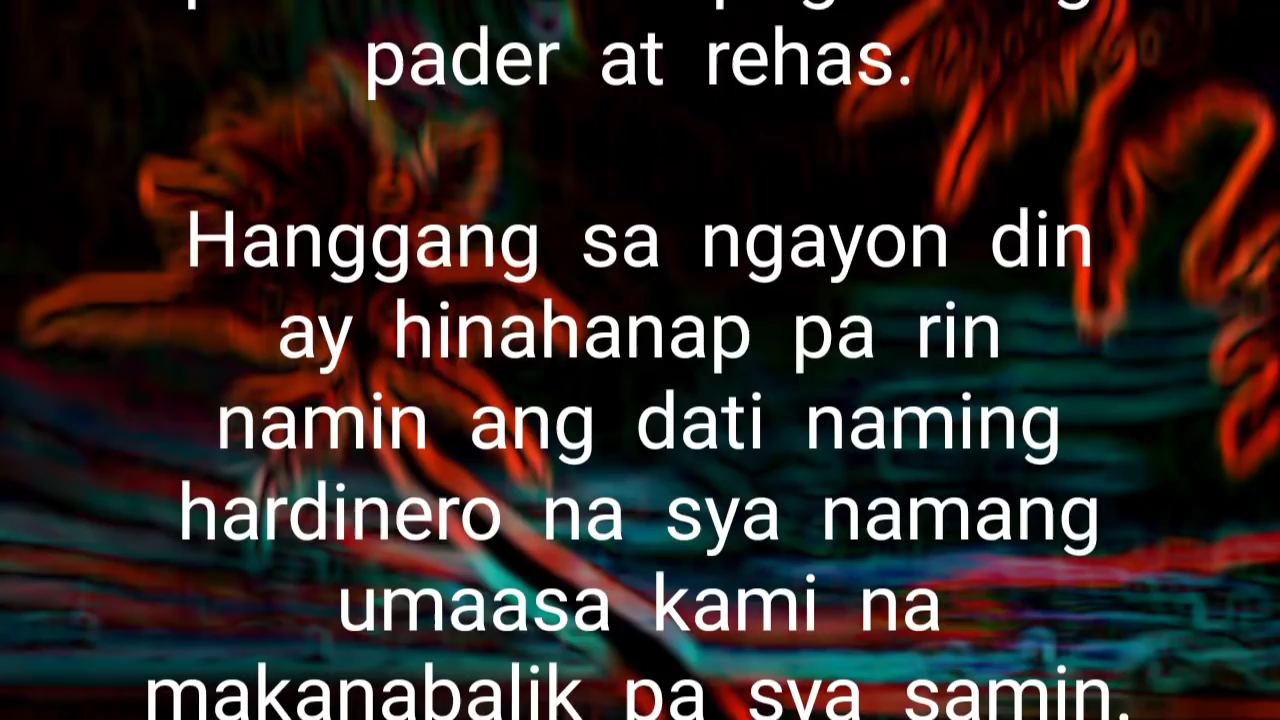 pader at rehas.
Hanggang sa ngayon din
ay hinahanap pa rin
namin ang dati naming
hardinero na sya namang
umaasa kami na
makanabalik pa sya samin.